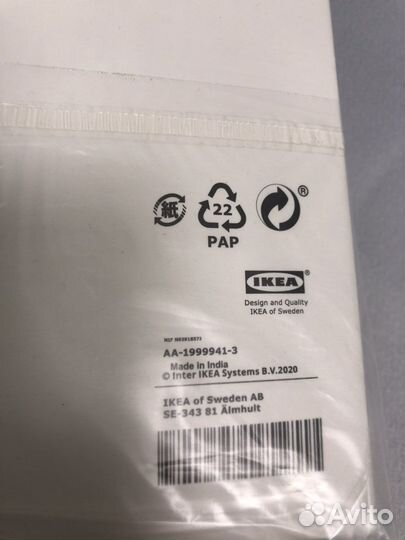 紙
22
PAP
®
IKEA®
Design and Quality
IKEA of Sweden
AA-1999941-3
Made in India
© Inter IKEA Systems B.V.2020
IKEA of Sweden AB
SE-343 81 Älmhult
Avito